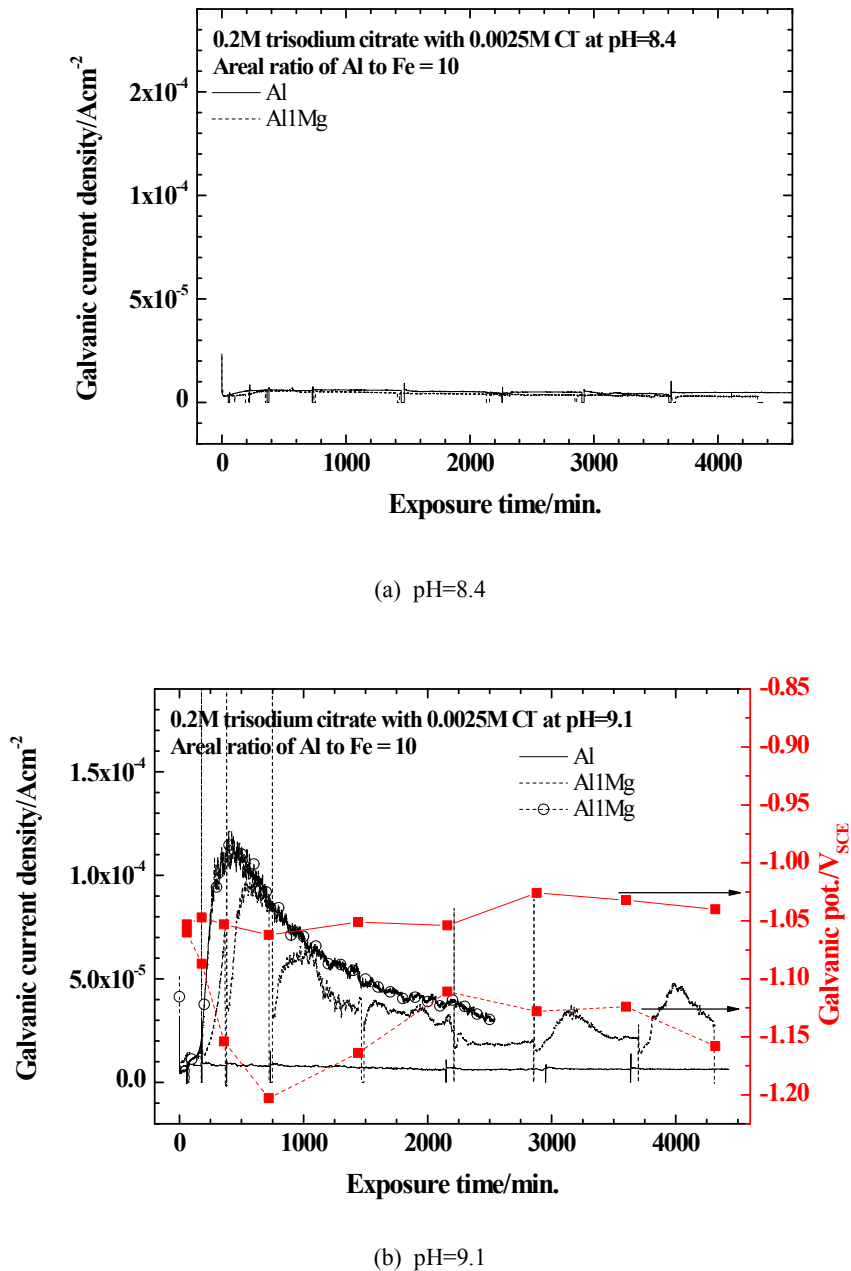 0.2M trisodium citrate with 0.0025M Cl⁻ at pH=8.4
Areal ratio of Al to Fe = 10
Al
Al1Mg
2x10⁻⁴
1x10⁻⁴
5x10⁻⁵
0
Galvanic current density/Acm⁻²
0 1000 2000 3000 4000
Exposure time/min.
(a) pH=8.4
0.2M trisodium citrate with 0.0025M Cl⁻ at pH=9.1
Areal ratio of Al to Fe = 10
Al
Al1Mg
Al1Mg
1.5x10⁻⁴
1.0x10⁻⁴
5.0x10⁻⁵
0.0
Galvanic current density/Acm⁻²
-0.85
-0.90
-0.95
-1.00
-1.05
-1.10
-1.15
-1.20
Galvanic pot./V_SCE
0 1000 2000 3000 4000
Exposure time/min.
(b) pH=9.1